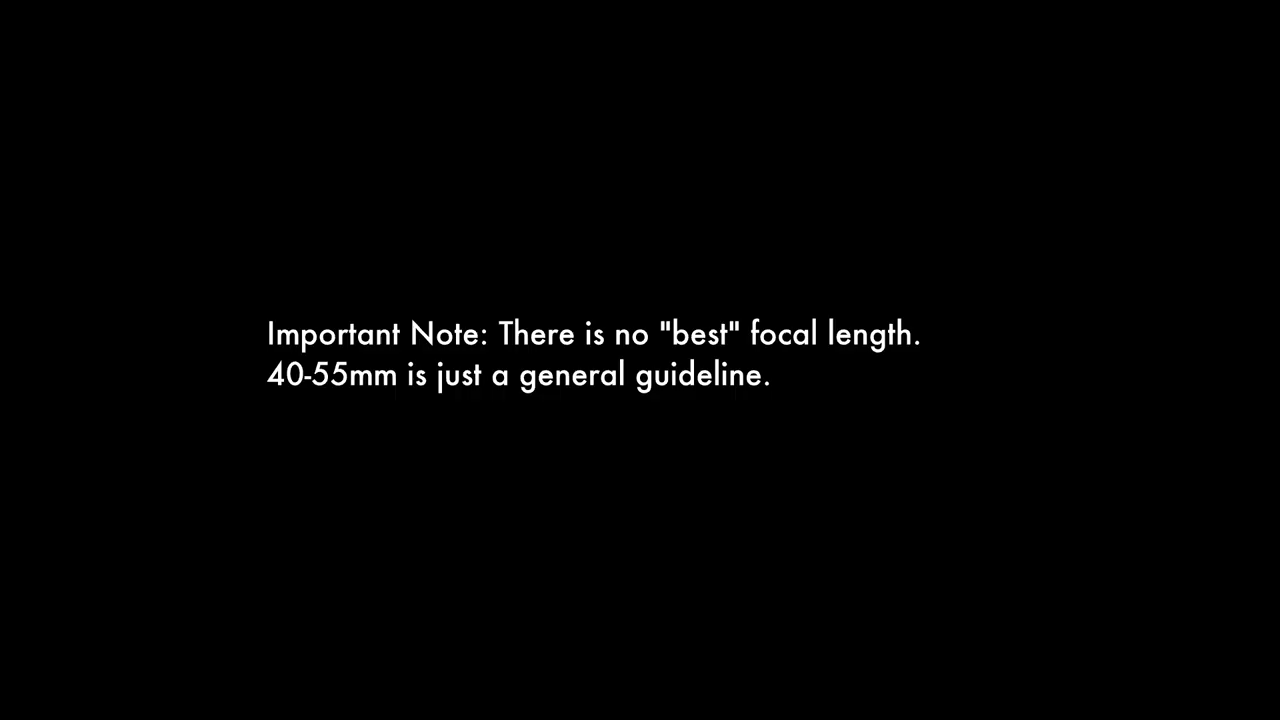 Important Note: There is no "best" focal length.
40-55mm is just a general guideline.